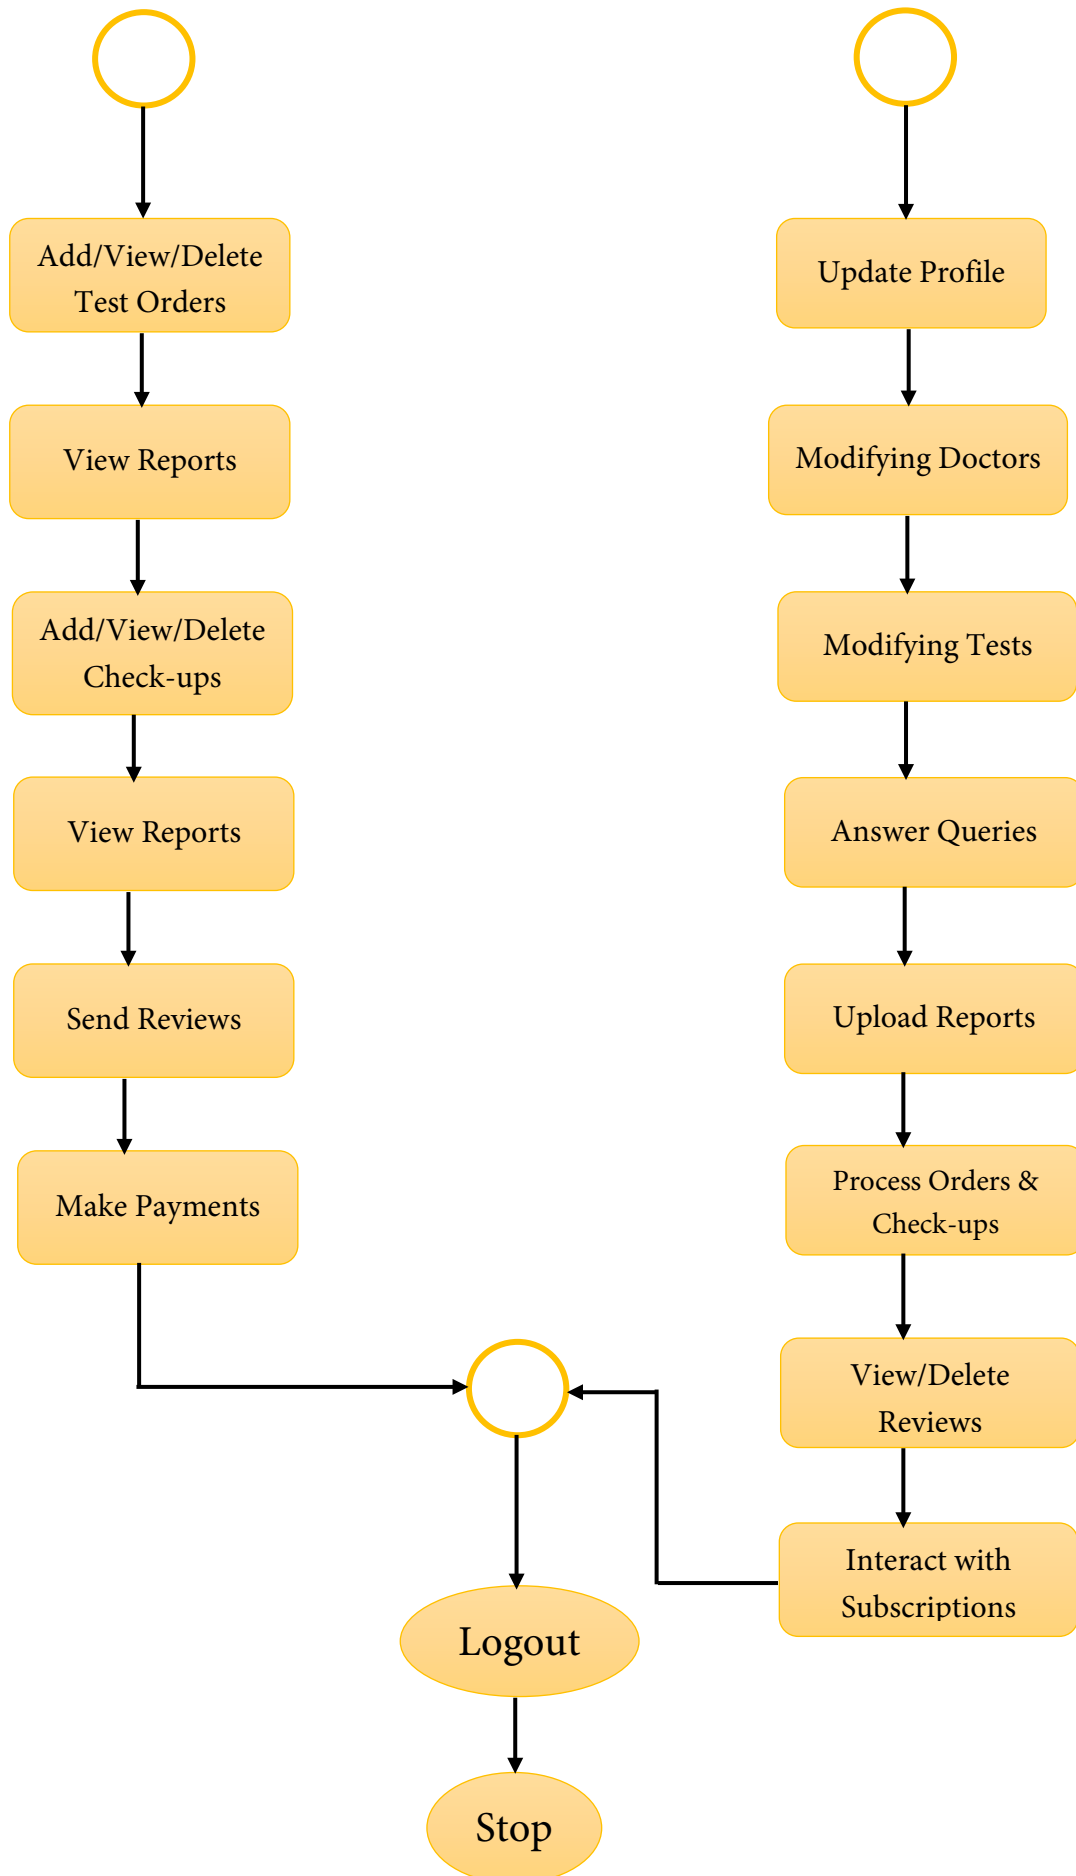 Add/View/Delete
Test Orders
View Reports
Add/View/Delete
Check-ups
View Reports
Send Reviews
Make Payments
Update Profile
Modifying Doctors
Modifying Tests
Answer Queries
Upload Reports
Process Orders &
Check-ups
View/Delete
Reviews
Interact with
Subscriptions
Logout
Stop